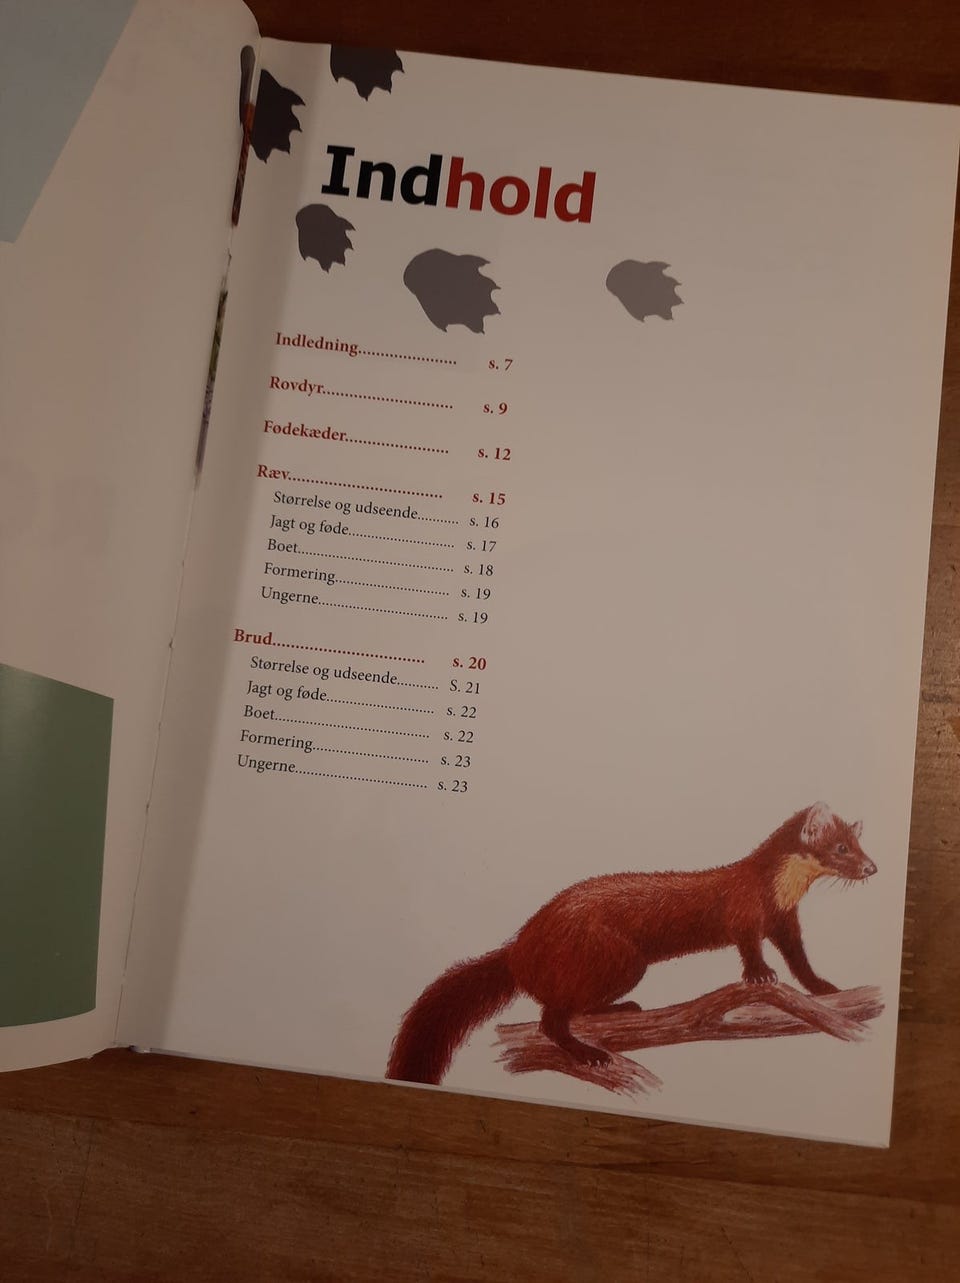 Indhold
Indledning......................... s. 7
Rovdyr................................. s. 9
Fødekæder.......................... s. 12
Ræv....................................... s. 15
Størrelse og udseende.......... s. 16
Jagt og føde........................... s. 17
Boet........................................ s. 18
Formering............................. s. 19
Ungerne................................. s. 19
Brud...................................... s. 20
Størrelse og udseende.......... S. 21
Jagt og føde........................... s. 22
Boet........................................ s. 22
Formering............................. s. 23
Ungerne................................. s. 23